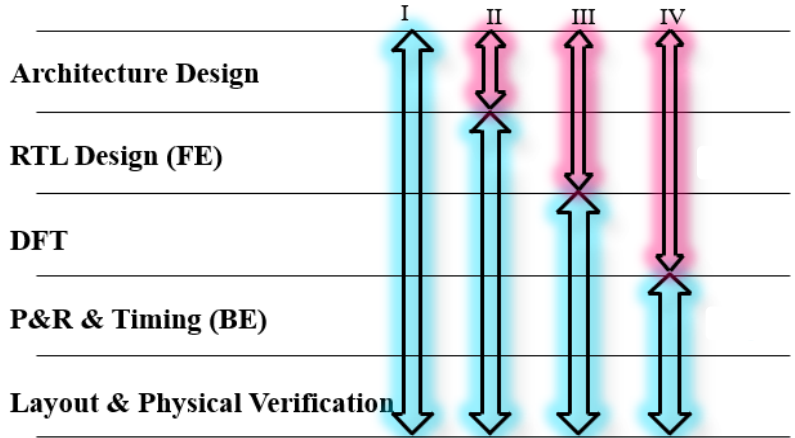 I II III IV
Architecture Design
RTL Design (FE)
DFT
P&R & Timing (BE)
Layout & Physical Verification